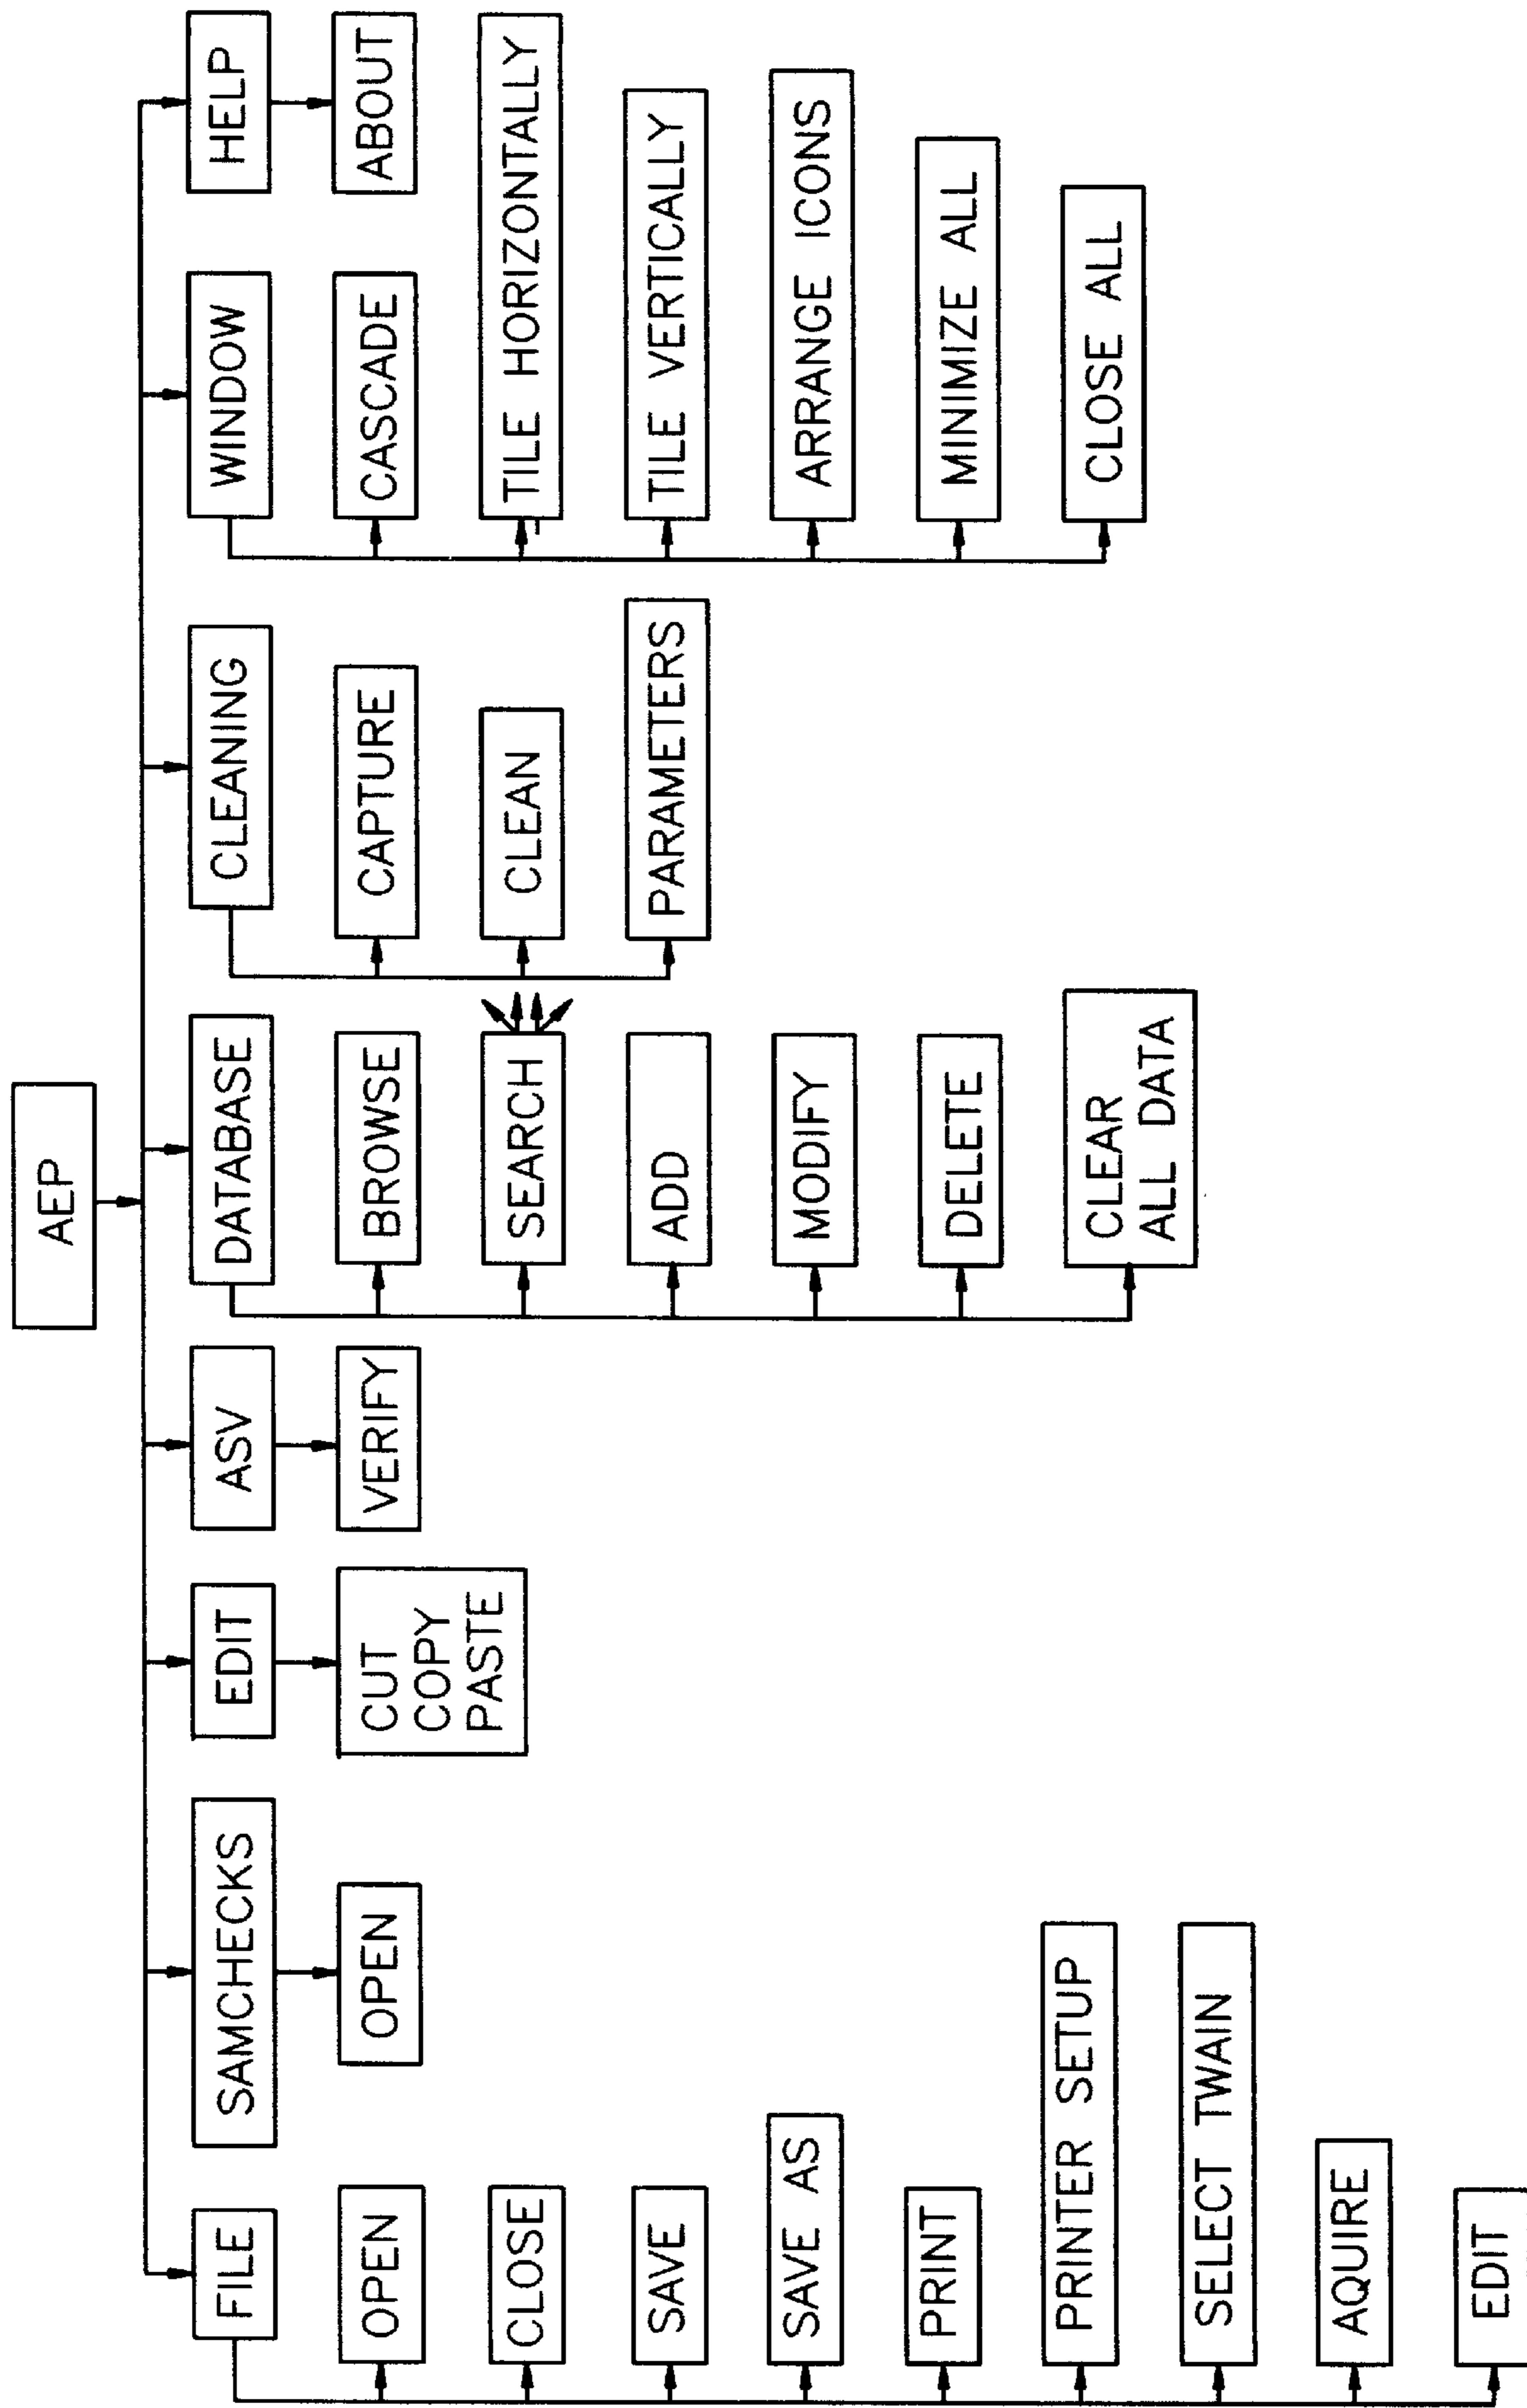 AEP
FILE
OPEN
CLOSE
SAVE
SAVE AS
PRINT
PRINTER SETUP
SELECT TWAIN
AQUIRE
EDIT
SAMCHECKS
OPEN
EDIT
CUT
COPY
PASTE
ASV
VERIFY
DATABASE
BROWSE
SEARCH
ADD
MODIFY
DELETE
CLEAR
ALL DATA
CLEANING
CAPTURE
CLEAN
PARAMETERS
WINDOW
CASCADE
TILE HORIZONTALLY
TILE VERTICALLY
ARRANGE ICONS
MINIMIZE ALL
CLOSE ALL
HELP
ABOUT